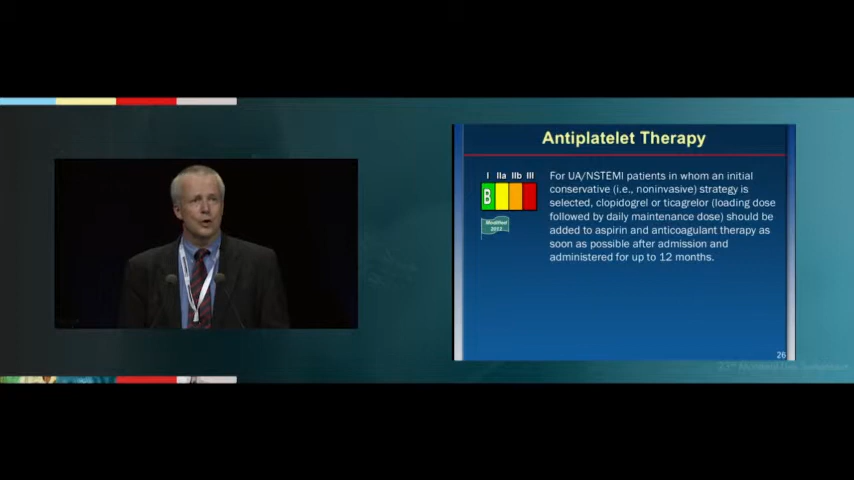 Antiplatelet Therapy
I IIa IIb III
B
Modified
2012
For UA/NSTEMI patients in whom an initial
conservative (i.e., noninvasive) strategy is
selected, clopidogrel or ticagrelor (loading dose
followed by daily maintenance dose) should be
added to aspirin and anticoagulant therapy as
soon as possible after admission and
administered for up to 12 months.
26